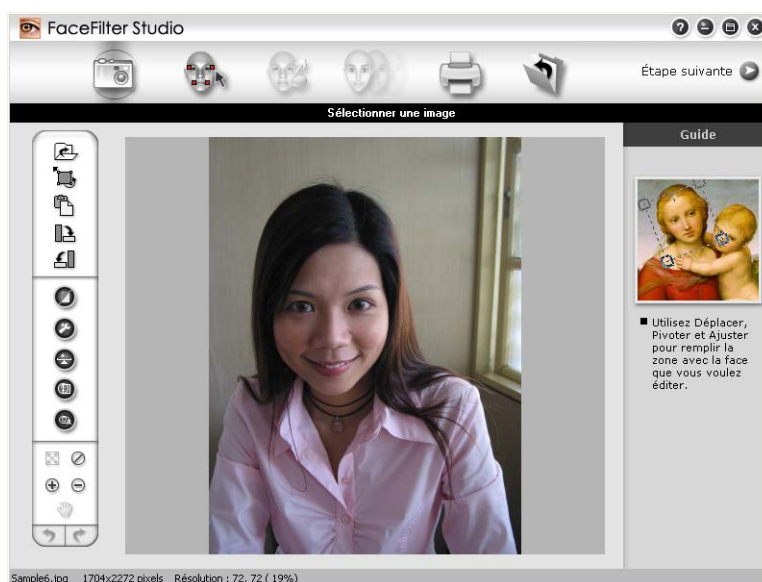 FaceFilter Studio
Étape suivante
Sélectionner une image
Guide
Utilisez Déplacer,
Pivoter et Ajuster
pour remplir la
zone avec la face
que vous voulez
éditer.
Sample6.jpg 1704x2272 pixels Résolution : 72, 72 ( 19%)